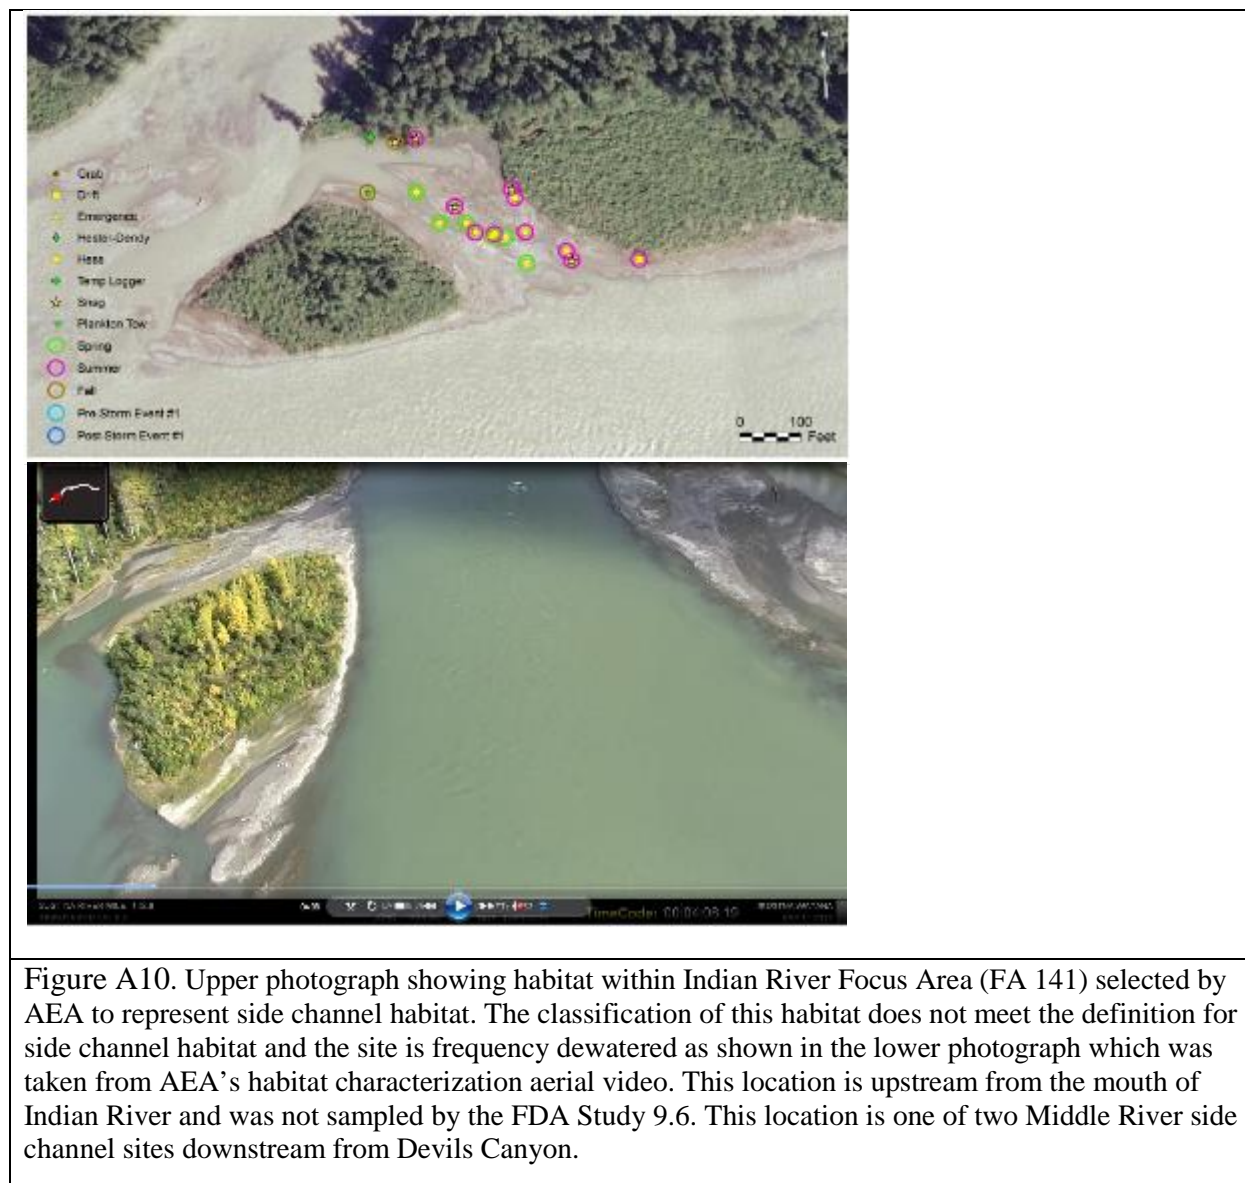 Grab
Drift
Emergence
Hester-Dendy
Hess
Temp Logger
Snag
Plankton Tow
Spring
Summer
Fall
Pre Storm Event #1
Post Storm Event #1
0 100
Feet
TimeCode: 00:04:08:19
Figure A10. Upper photograph showing habitat within Indian River Focus Area (FA 141) selected by
AEA to represent side channel habitat. The classification of this habitat does not meet the definition for
side channel habitat and the site is frequency dewatered as shown in the lower photograph which was
taken from AEA’s habitat characterization aerial video. This location is upstream from the mouth of
Indian River and was not sampled by the FDA Study 9.6. This location is one of two Middle River side
channel sites downstream from Devils Canyon.